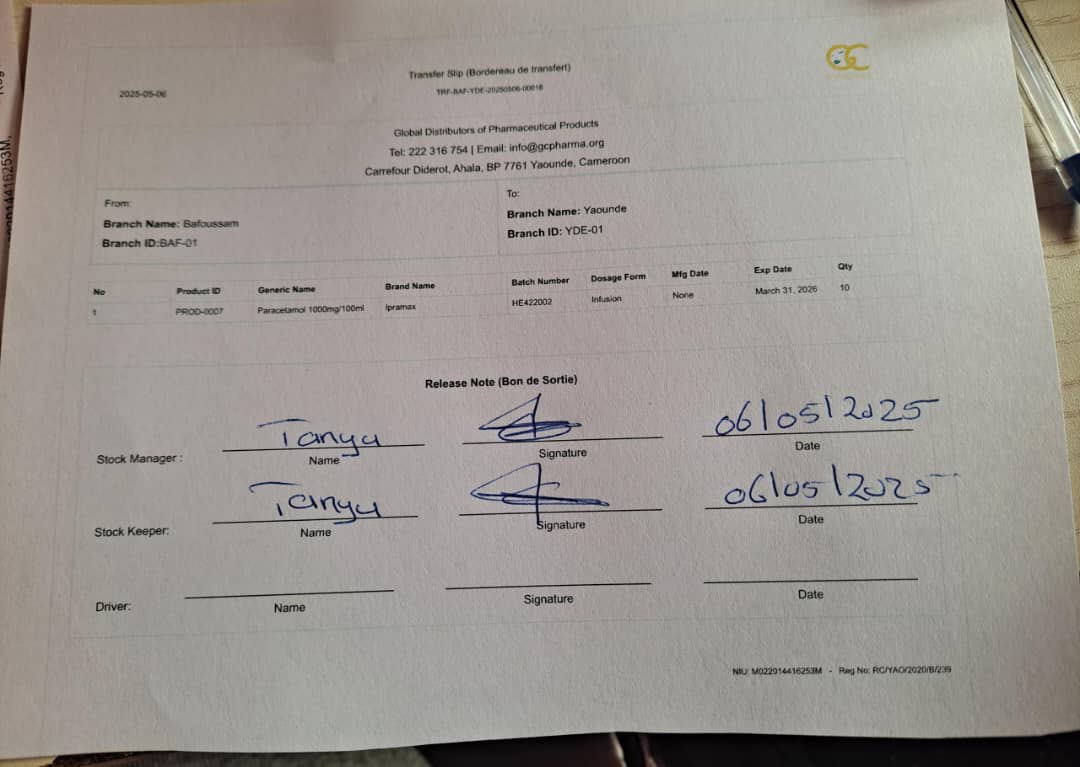 GC
Transfer Slip (Bordereau de transfert)
2025-05-06
TRF-BAF-YDE-20250506-00018
Global Distributors of Pharmaceutical Products
Tel: 222 316 754 | Email: info@gcpharma.org
Carrefour Diderot, Ahala, BP 7761 Yaounde, Cameroon
From:
Branch Name: Bafoussam
Branch ID:BAF-01
To:
Branch Name: Yaounde
Branch ID: YDE-01
No Product ID Generic Name Brand Name Batch Number Dosage Form Mfg Date Exp Date Qty
1 PROD-0007 Paracetamol 1000mg/100ml Ipramax HE422002 Infusion None March 31, 2026 10
Release Note (Bon de Sortie)
Stock Manager : Tanyu 06/05/2025
Name Signature Date
Stock Keeper: Tanyu 06/05/2025
Name Signature Date
Driver:
Name Signature Date
NIU: M022014416253M - Reg No: RC/YAO/2020/B/239